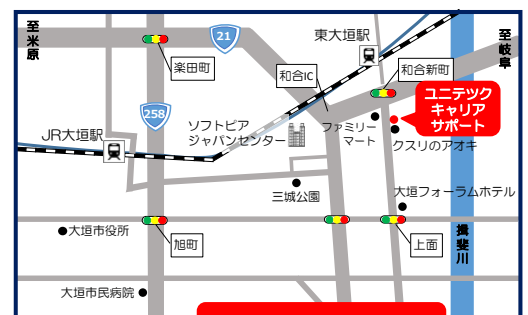 至米原
21
東大垣駅
至岐阜
楽田町
和合IC
和合新町
ユニテツク
キャリア
サポート
258
ソフトピア
ジャパンセンター
ファミリー
マート
クスリのアオキ
JR大垣駅
三城公園
大垣フォーラムホテル
大垣市役所
旭町
上面
揖斐川
大垣市民病院